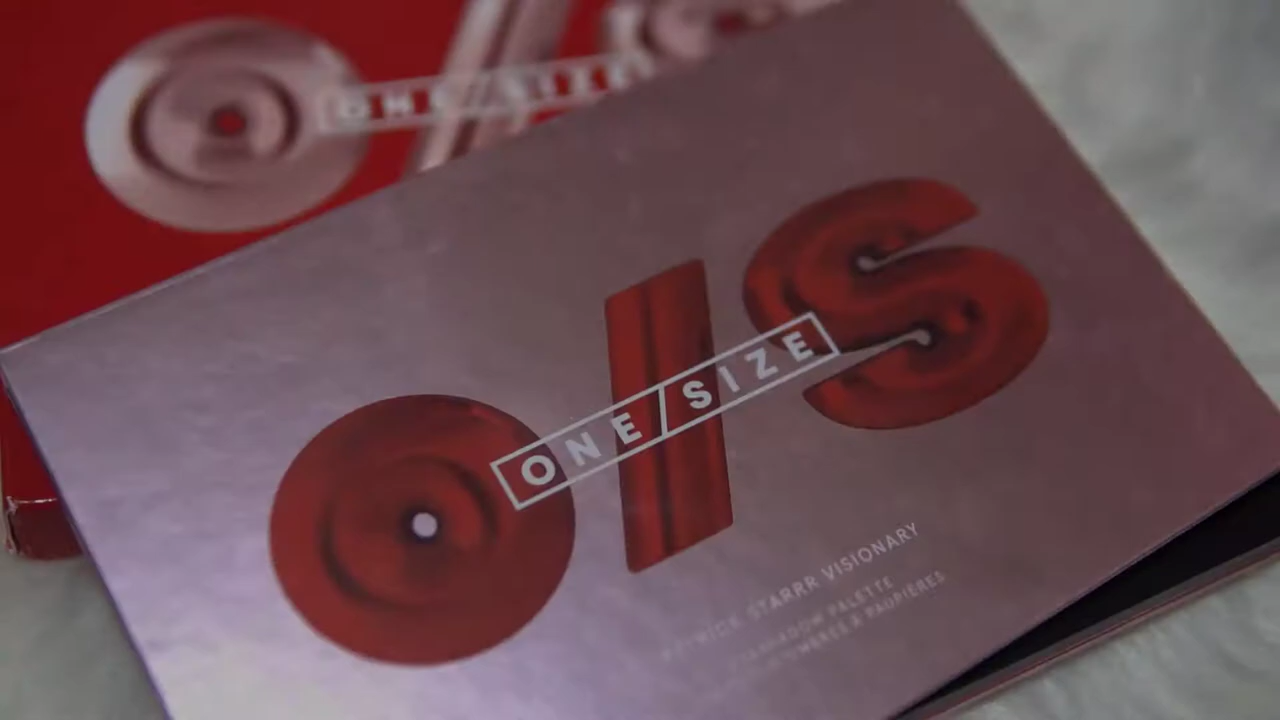 O/S
ONE/SIZE
O/S
ONE/SIZE
PATRICK STARRR VISIONARY
EYESHADOW PALETTE
D'OMBRES À PAUPIÈRES